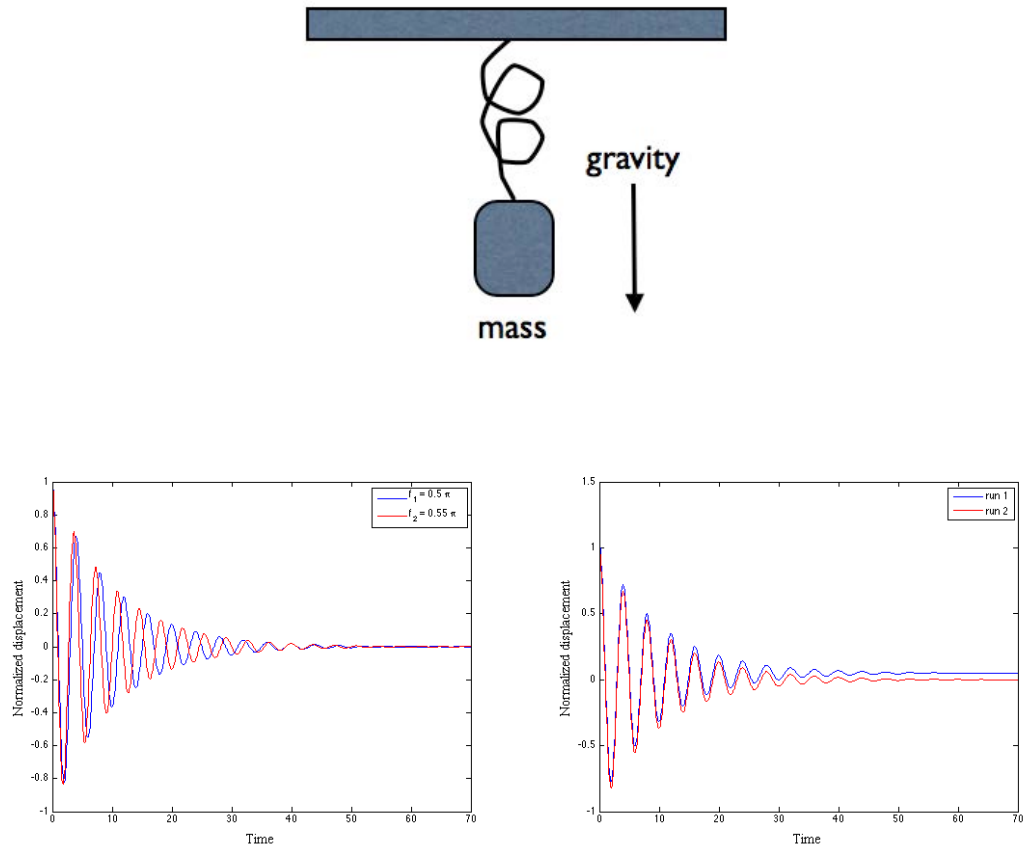 gravity
mass
f1 = 0.5 π
f2 = 0.55 π
Normalized displacement
1
0.8
0.6
0.4
0.2
0
-0.2
-0.4
-0.6
-0.8
-1
0 10 20 30 40 50 60 70
Time
run 1
run 2
Normalized displacement
1.5
1
0.5
0
-0.5
-1
0 10 20 30 40 50 60 70
Time